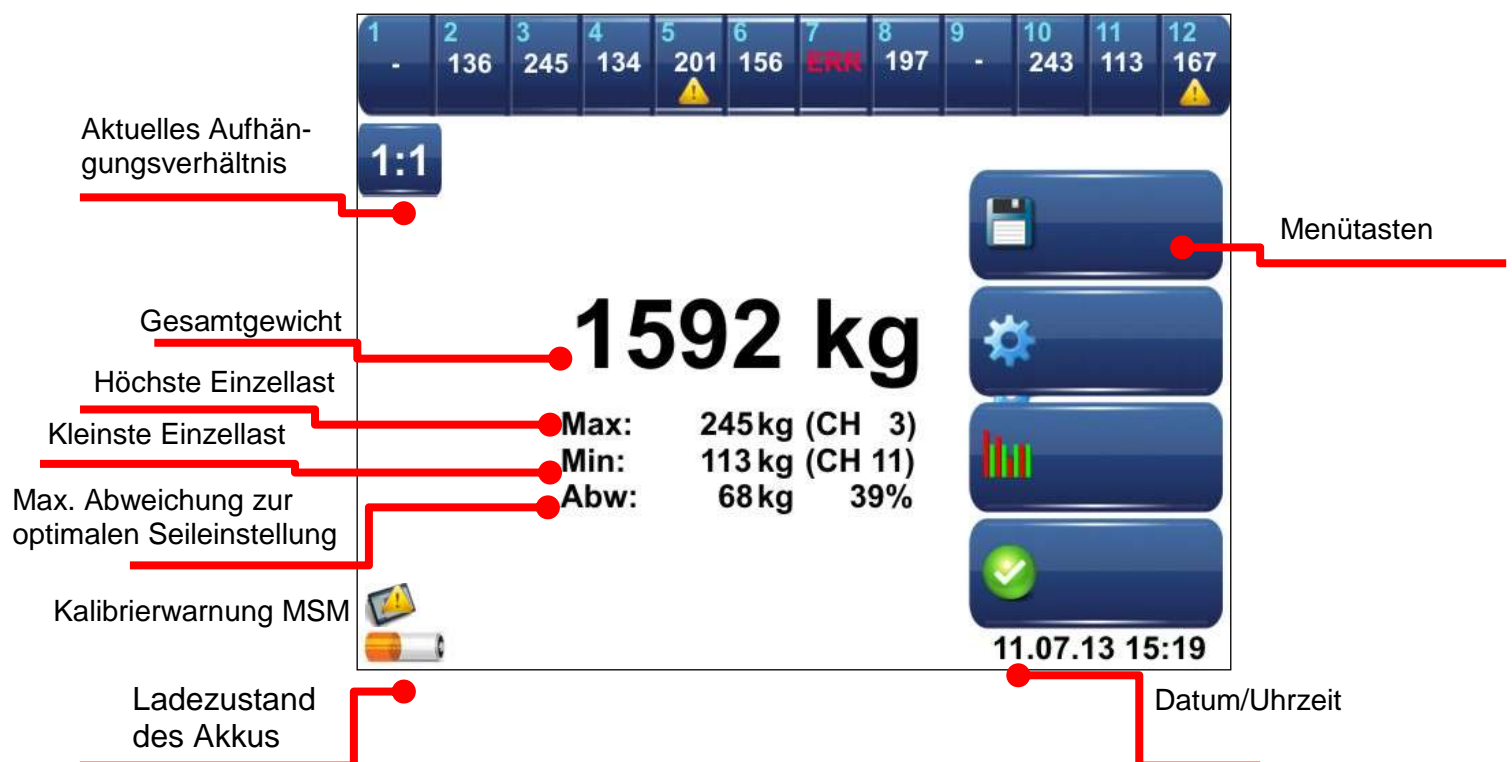 1 2 3 4 5 6 7 8 9 10 11 12
- 136 245 134 201 156 ERR 197 - 243 113 167
Aktuelles Aufhän-
gungsverhältnis
1:1
Menütasten
Gesamtgewicht
1592 kg
Höchste Einzellast
Max: 245 kg (CH 3)
Kleinste Einzellast
Min: 113 kg (CH 11)
Max. Abweichung zur
optimalen Seileinstellung
Abw: 68 kg 39%
Kalibrierwarnung MSM
11.07.13 15:19
Ladezustand
des Akkus
Datum/Uhrzeit